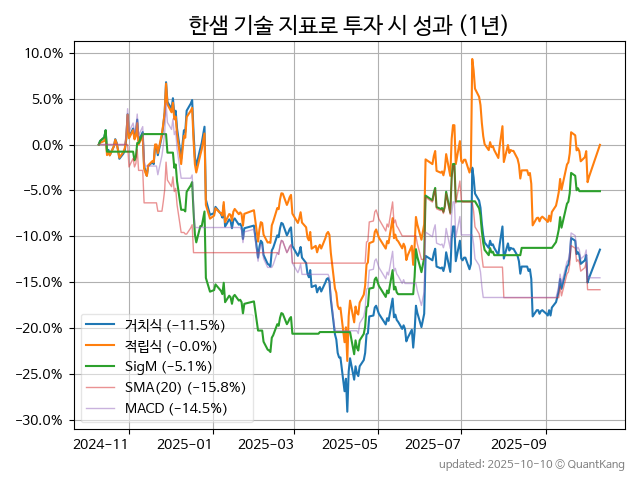 한샘 기술 지표로 투자 시 성과 (1년)
10.0%
5.0%
0.0%
−5.0%
−10.0%
−15.0%
−20.0%
−25.0%
−30.0%
거치식 (−11.5%)
적립식 (−0.0%)
SigM (−5.1%)
SMA(20) (−15.8%)
MACD (−14.5%)
2024−11 2025−01 2025−03 2025−05 2025−07 2025−09
updated: 2025-10-10 © QuantKang